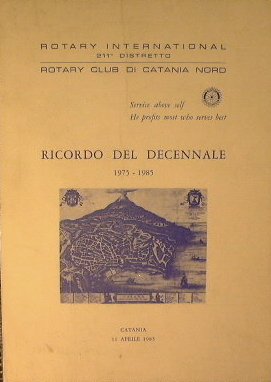 ROTARY INTERNATIONAL
211° DISTRETTO
ROTARY CLUB DI CATANIA NORD
Service above self
He profits most who serves best
RICORDO DEL DECENNALE
1975 - 1985
CATANIA
11 APRILE 1985